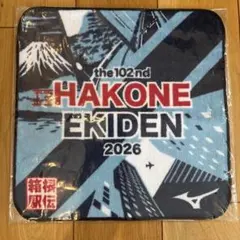 the 102nd
HAKONE
EKIDEN
2026
箱根
駅伝